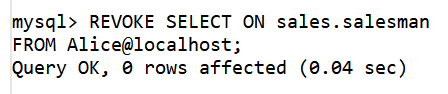 mysql> REVOKE SELECT ON sales.salesman
FROM Alice@localhost;
Query OK, 0 rows affected (0.04 sec)